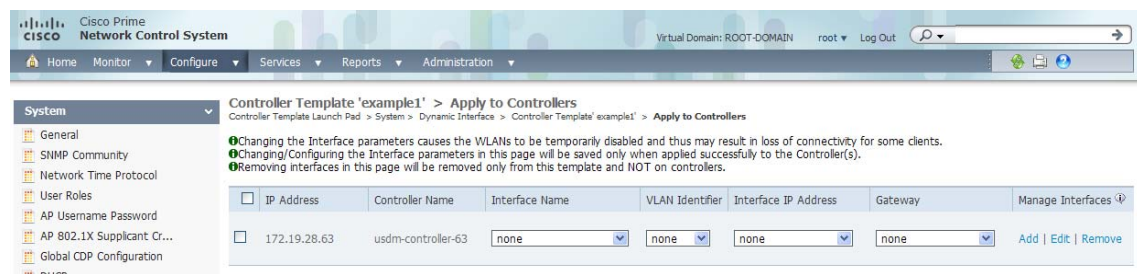 Cisco Prime
CISCO Network Control System
Virtual Domain: ROOT-DOMAIN root Log Out
Home Monitor Configure Services Reports Administration
System
General
SNMP Community
Network Time Protocol
User Roles
AP Username Password
AP 802.1X Supplicant Cr...
Global CDP Configuration
DHCP
Controller Template 'example1' > Apply to Controllers
Controller Template Launch Pad > System > Dynamic Interface > Controller Template' example1' > Apply to Controllers
Changing the Interface parameters causes the WLANs to be temporarily disabled and thus may result in loss of connectivity for some clients.
Changing/Configuring the Interface parameters in this page will be saved only when applied successfully to the Controller(s).
Removing interfaces in this page will be removed only from this template and NOT on controllers.
IP Address Controller Name Interface Name VLAN Identifier Interface IP Address Gateway Manage Interfaces
172.19.28.63 usdm-controller-63 none none none none Add | Edit | Remove